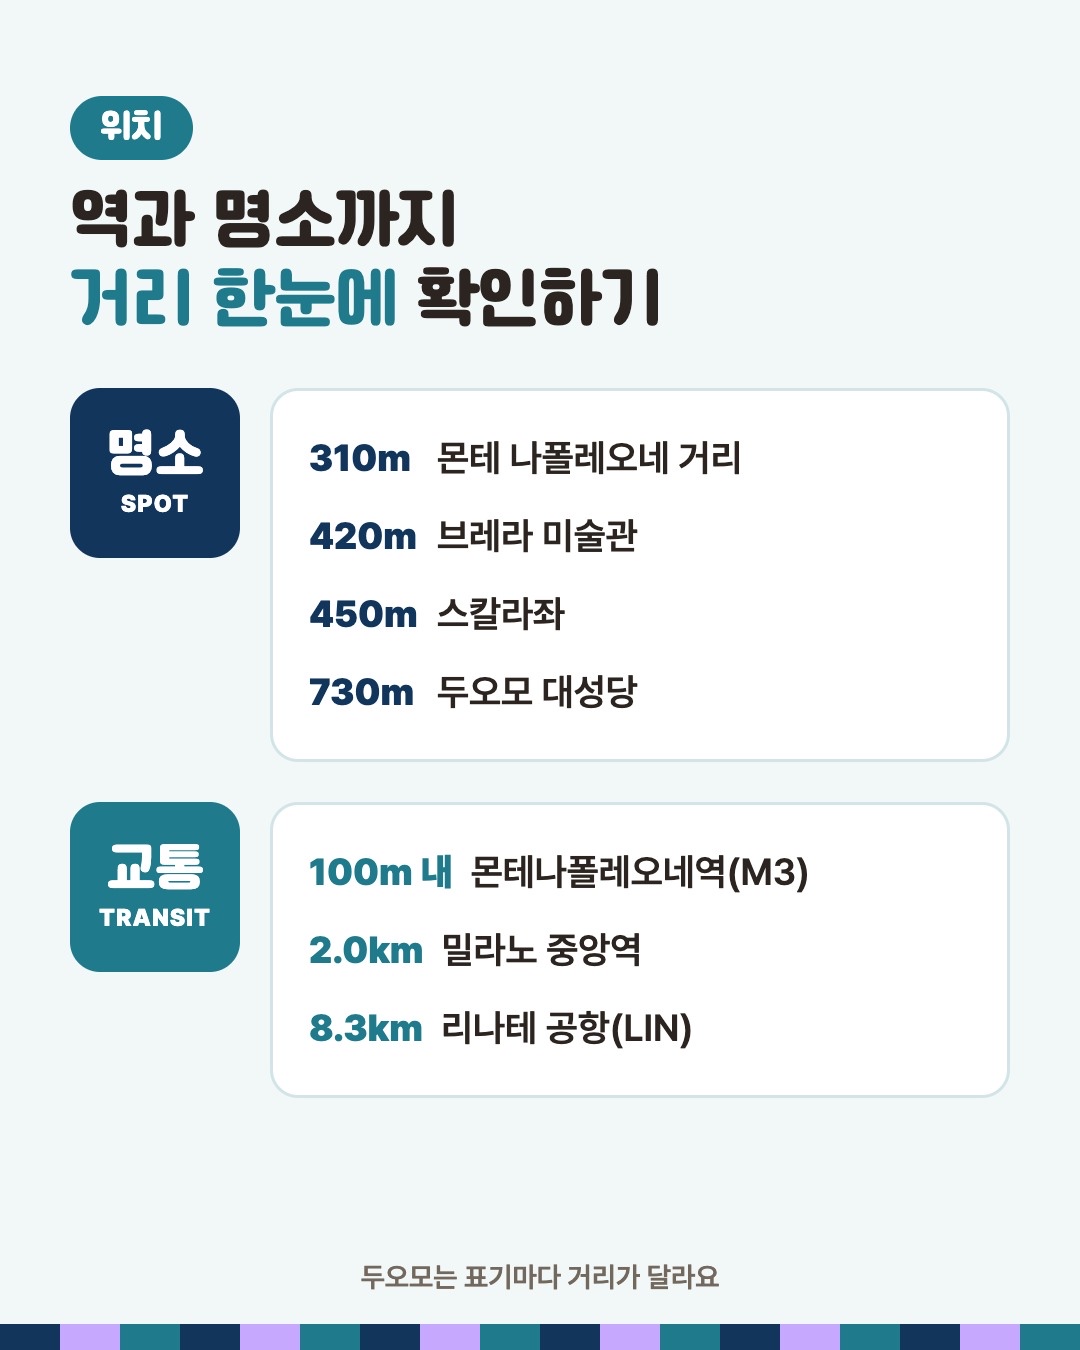 위치
역과 명소까지
거리 한눈에 확인하기
명소
SPOT
310m 몬테 나폴레오네 거리
420m 브레라 미술관
450m 스칼라좌
730m 두오모 대성당
교통
TRANSIT
100m 내 몬테나폴레오네역(M3)
2.0km 밀라노 중앙역
8.3km 리나테 공항(LIN)
두오모는 표기마다 거리가 달라요